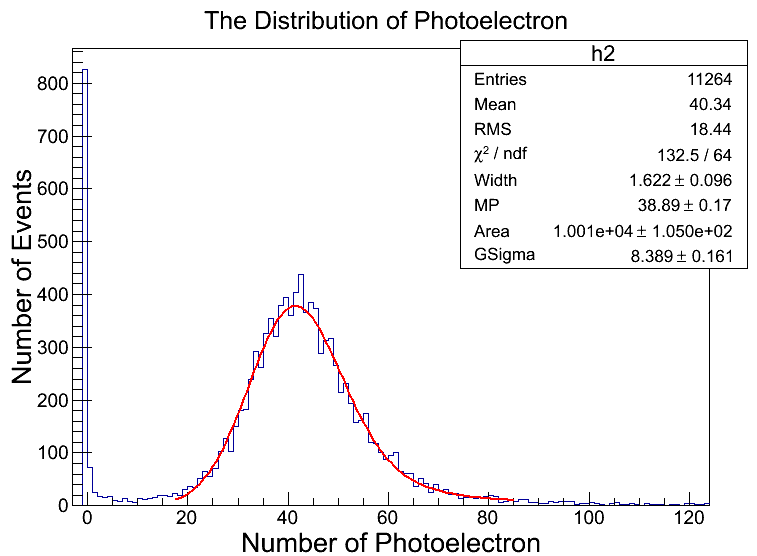 The Distribution of Photoelectron
h2
Entries 11264
Mean 40.34
RMS 18.44
χ² / ndf 132.5 / 64
Width 1.622 ± 0.096
MP 38.89 ± 0.17
Area 1.001e+04 ± 1.050e+02
GSigma 8.389 ± 0.161
Number of Events
800
700
600
500
400
300
200
100
0
0 20 40 60 80 100 120
Number of Photoelectron